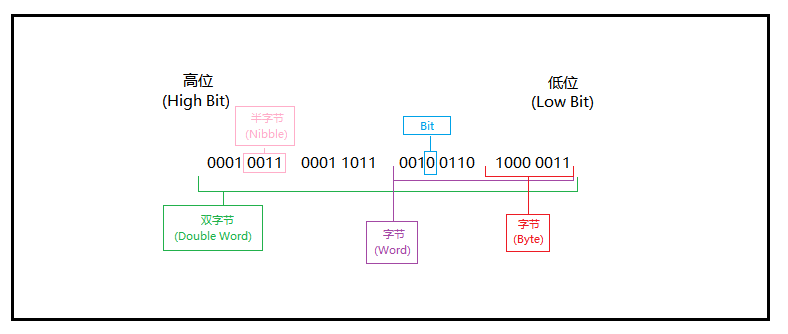 高位
(High Bit)
低位
(Low Bit)
半字节
(Nibble)
Bit
0001 0011 0001 1011 0010 0110 1000 0011
双字节
(Double Word)
字节
(Word)
字节
(Byte)